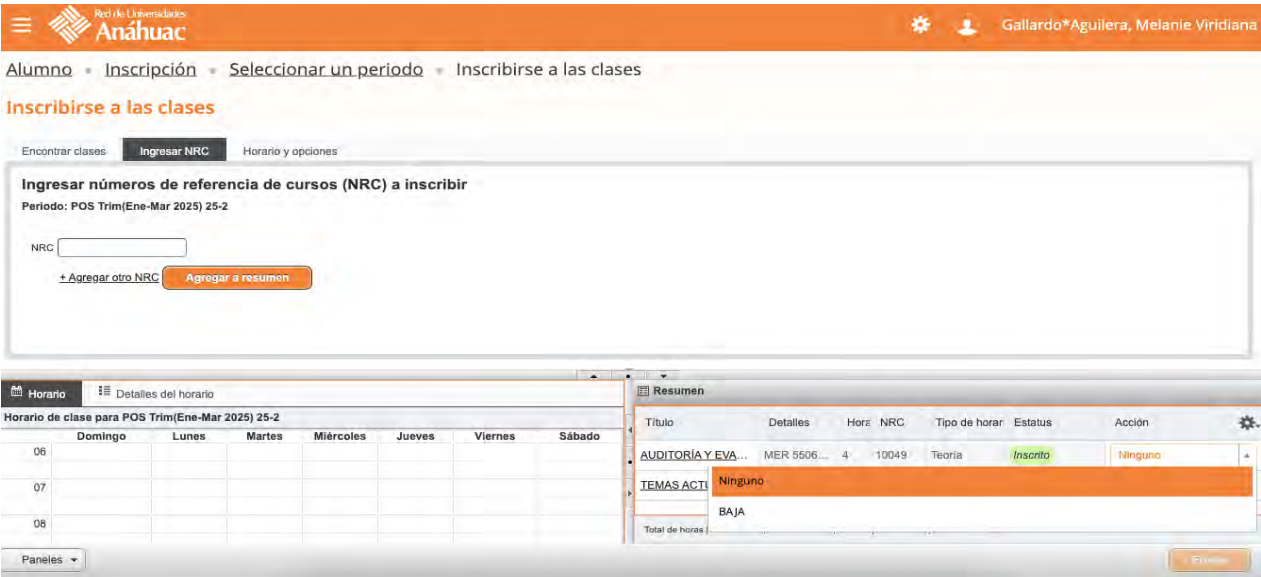 Red de Universidades
Anáhuac
Gallardo*Aguilera, Melanie Viridiana
Alumno • Inscripción • Seleccionar un periodo • Inscribirse a las clases
Inscribirse a las clases
Encontrar clases Ingresar NRC Horario y opciones
Ingresar números de referencia de cursos (NRC) a inscribir
Periodo: POS Trim(Ene-Mar 2025) 25-2
NRC
+ Agregar otro NRC Agregar a resumen
Horario Detalles del horario
Horario de clase para POS Trim(Ene-Mar 2025) 25-2
Domingo Lunes Martes Miércoles Jueves Viernes Sábado
06
07
08
Resumen
Título Detalles Hora NRC Tipo de horar Estatus Acción
AUDITORÍA Y EVA... MER 5506... 4 10049 Teoría Inscrito Ninguno
TEMAS ACTU
Ninguno
BAJA
Total de horas
Paneles
Enviar